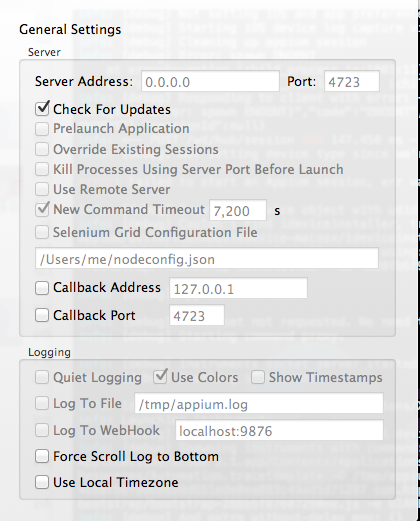 General Settings
Server
Server Address: 0.0.0.0 Port: 4723
Check For Updates
Prelaunch Application
Override Existing Sessions
Kill Processes Using Server Port Before Launch
Use Remote Server
New Command Timeout 7,200 s
Selenium Grid Configuration File
/Users/me/nodeconfig.json
Callback Address 127.0.0.1
Callback Port 4723
Logging
Quiet Logging Use Colors Show Timestamps
Log To File /tmp/appium.log
Log To WebHook localhost:9876
Force Scroll Log to Bottom
Use Local Timezone